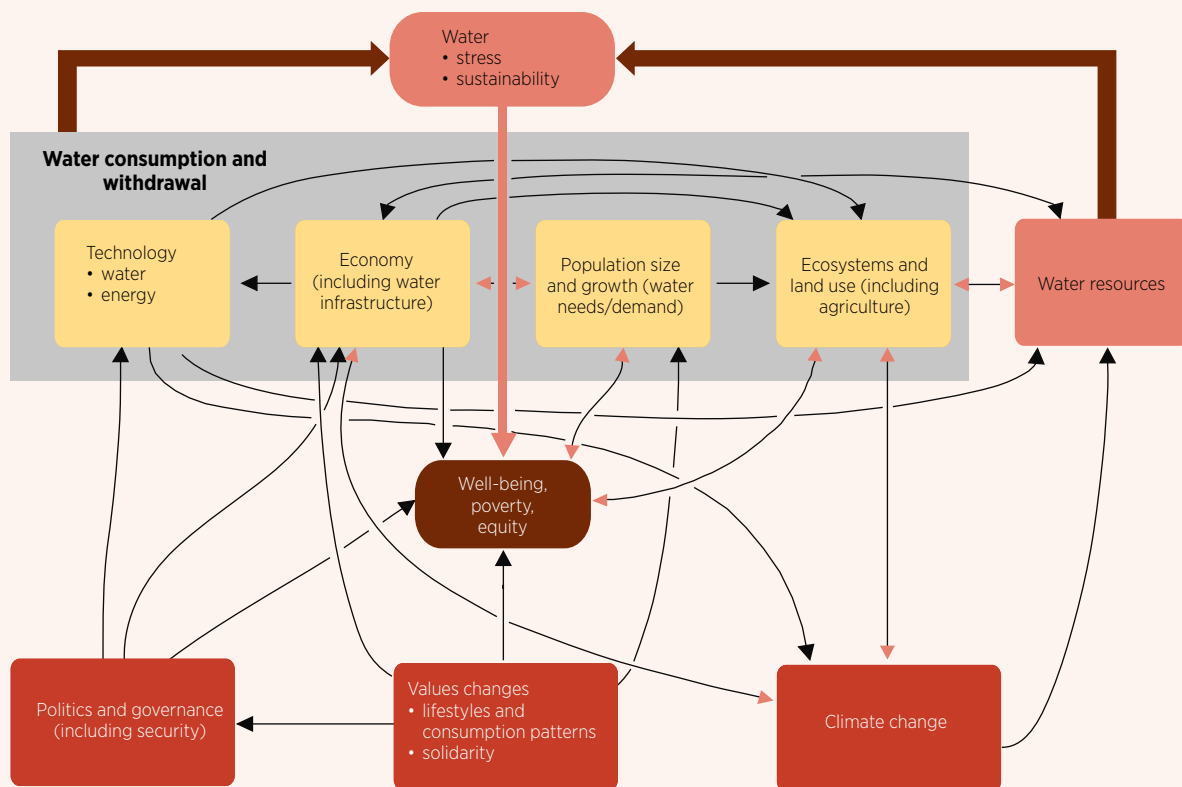 Water
• stress
• sustainability
Water consumption and
withdrawal
Technology
• water
• energy
Economy
(including water
infrastructure)
Population size
and growth (water
needs/demand)
Ecosystems and
land use (including
agriculture)
Water resources
Well-being,
poverty,
equity
Politics and governance
(including security)
Values changes
• lifestyles and
consumption patterns
• solidarity
Climate change